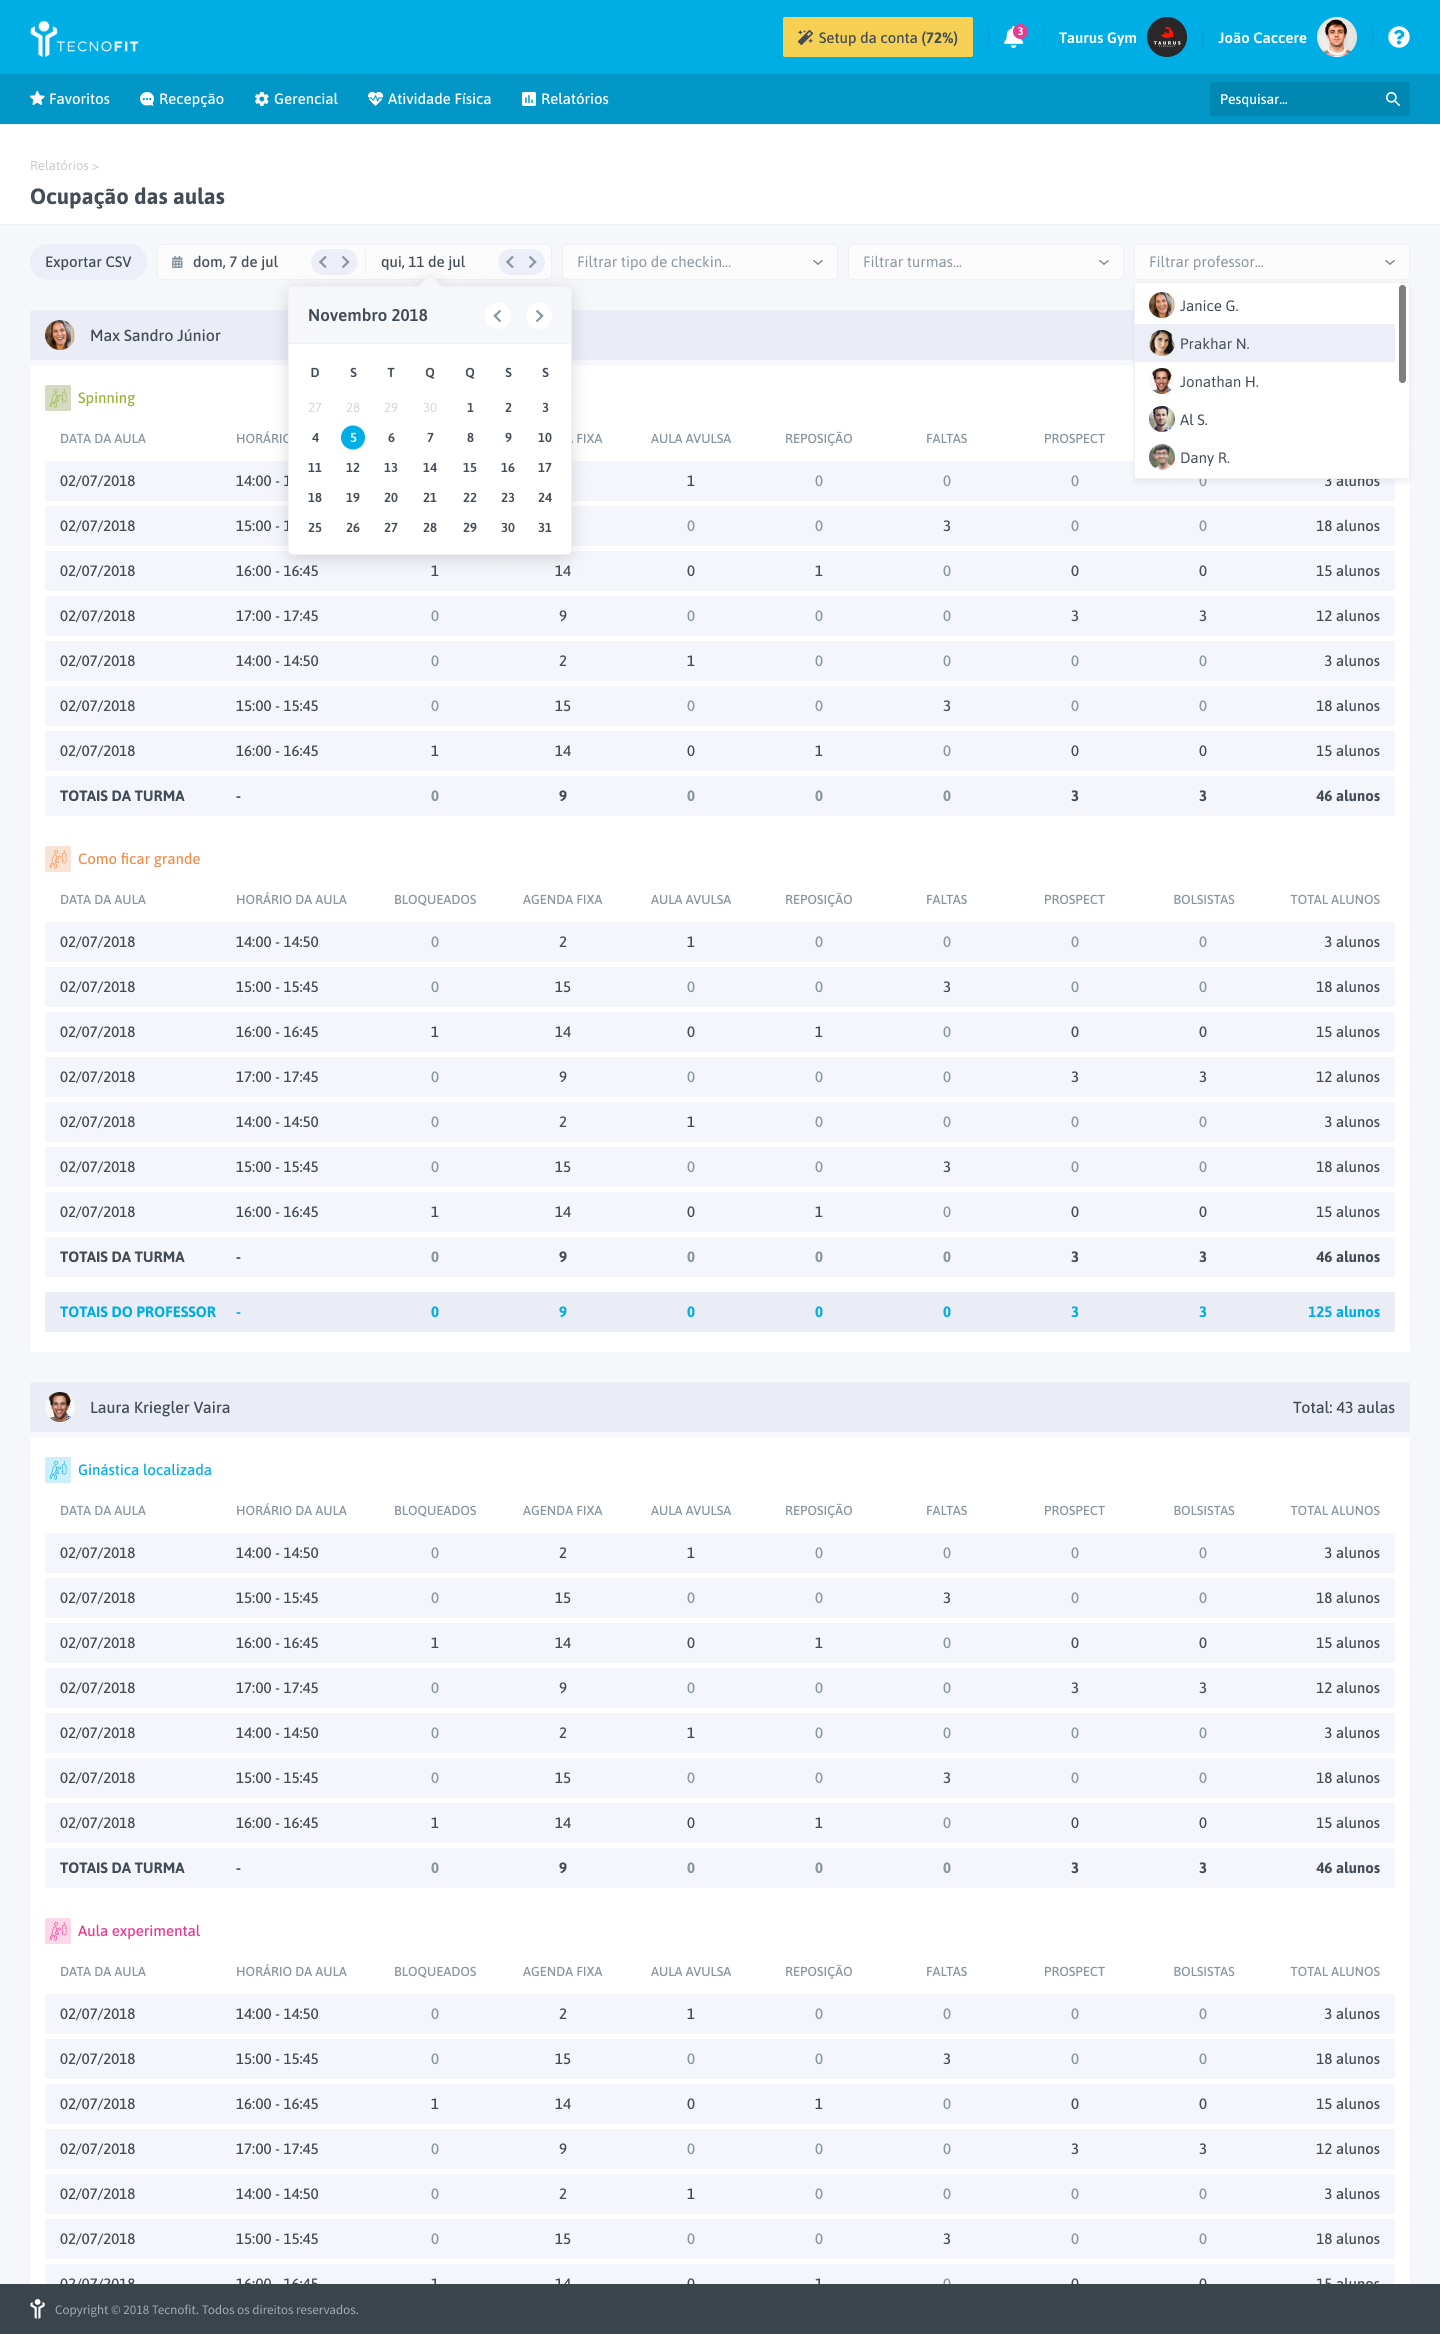 TECNOFIT
Setup da conta (72%)
3
Taurus Gym
TAURUS
João Caccere
Favoritos
Recepção
Gerencial
Atividade Física
Relatórios
Pesquisar...
Relatórios >
Ocupação das aulas
Exportar CSV
dom, 7 de jul
qui, 11 de jul
Filtrar tipo de checkin...
Filtrar turmas...
Filtrar professor...
Janice G.
Prakhar N.
Jonathan H.
Al S.
Dany R.
Novembro 2018
D S T Q Q S S
27 28 29 30 1 2 3
4 5 6 7 8 9 10
11 12 13 14 15 16 17
18 19 20 21 22 23 24
25 26 27 28 29 30 31
Max Sandro Júnior
Spinning
DATA DA AULA FIXA AULA AVULSA REPOSIÇÃO FALTAS PROSPECT
02/07/2018 14:00 - 1 0 0 0 0 3 alunos
02/07/2018 15:00 - 0 0 3 0 0 18 alunos
02/07/2018 16:00 - 16:45 1 14 0 1 0 0 0 15 alunos
02/07/2018 17:00 - 17:45 0 9 0 0 0 3 3 12 alunos
02/07/2018 14:00 - 14:50 0 2 1 0 0 0 0 3 alunos
02/07/2018 15:00 - 15:45 0 15 0 0 3 0 0 18 alunos
02/07/2018 16:00 - 16:45 1 14 0 1 0 0 0 15 alunos
TOTAIS DA TURMA - 0 9 0 0 0 3 3 46 alunos
Como ficar grande
DATA DA AULA HORÁRIO DA AULA BLOQUEADOS AGENDA FIXA AULA AVULSA REPOSIÇÃO FALTAS PROSPECT BOLSISTAS TOTAL ALUNOS
02/07/2018 14:00 - 14:50 0 2 1 0 0 0 0 3 alunos
02/07/2018 15:00 - 15:45 0 15 0 0 3 0 0 18 alunos
02/07/2018 16:00 - 16:45 1 14 0 1 0 0 0 15 alunos
02/07/2018 17:00 - 17:45 0 9 0 0 0 3 3 12 alunos
02/07/2018 14:00 - 14:50 0 2 1 0 0 0 0 3 alunos
02/07/2018 15:00 - 15:45 0 15 0 0 3 0 0 18 alunos
02/07/2018 16:00 - 16:45 1 14 0 1 0 0 0 15 alunos
TOTAIS DA TURMA - 0 9 0 0 0 3 3 46 alunos
TOTAIS DO PROFESSOR - 0 9 0 0 0 3 3 125 alunos
Laura Kriegler Vaira Total: 43 aulas
Ginástica localizada
DATA DA AULA HORÁRIO DA AULA BLOQUEADOS AGENDA FIXA AULA AVULSA REPOSIÇÃO FALTAS PROSPECT BOLSISTAS TOTAL ALUNOS
02/07/2018 14:00 - 14:50 0 2 1 0 0 0 0 3 alunos
02/07/2018 15:00 - 15:45 0 15 0 0 3 0 0 18 alunos
02/07/2018 16:00 - 16:45 1 14 0 1 0 0 0 15 alunos
02/07/2018 17:00 - 17:45 0 9 0 0 0 3 3 12 alunos
02/07/2018 14:00 - 14:50 0 2 1 0 0 0 0 3 alunos
02/07/2018 15:00 - 15:45 0 15 0 0 3 0 0 18 alunos
02/07/2018 16:00 - 16:45 1 14 0 1 0 0 0 15 alunos
TOTAIS DA TURMA - 0 9 0 0 0 3 3 46 alunos
Aula experimental
DATA DA AULA HORÁRIO DA AULA BLOQUEADOS AGENDA FIXA AULA AVULSA REPOSIÇÃO FALTAS PROSPECT BOLSISTAS TOTAL ALUNOS
02/07/2018 14:00 - 14:50 0 2 1 0 0 0 0 3 alunos
02/07/2018 15:00 - 15:45 0 15 0 0 3 0 0 18 alunos
02/07/2018 16:00 - 16:45 1 14 0 1 0 0 0 15 alunos
02/07/2018 17:00 - 17:45 0 9 0 0 0 3 3 12 alunos
02/07/2018 14:00 - 14:50 0 2 1 0 0 0 0 3 alunos
02/07/2018 15:00 - 15:45 0 15 0 0 3 0 0 18 alunos
02/07/2018 16:00 - 16:45 1 14 0 1 0 0 0 15 alunos
Copyright © 2018 Tecnofit. Todos os direitos reservados.